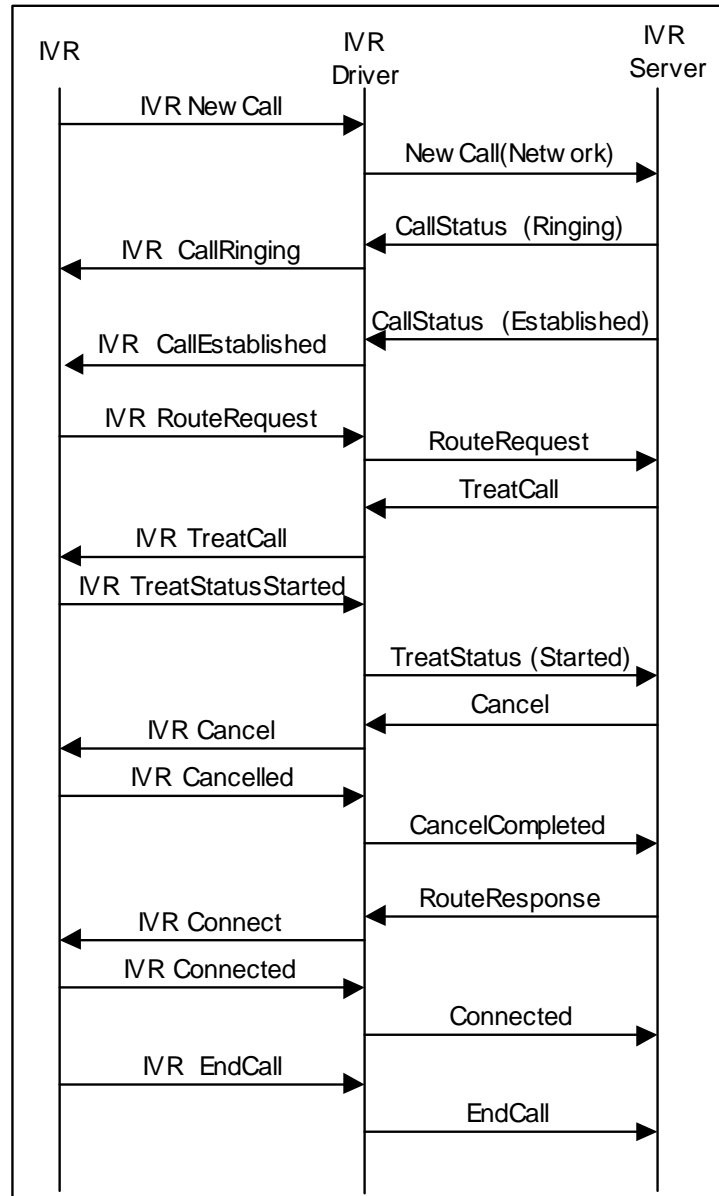 IVR
IVR
Driver
IVR
Server
IVR New Call
New Call(Network)
CallStatus (Ringing)
IVR CallRinging
CallStatus (Established)
IVR CallEstablished
IVR RouteRequest
RouteRequest
TreatCall
IVR TreatCall
IVR TreatStatusStarted
TreatStatus (Started)
Cancel
IVR Cancel
IVR Cancelled
CancelCompleted
RouteResponse
IVR Connect
IVR Connected
Connected
IVR EndCall
EndCall